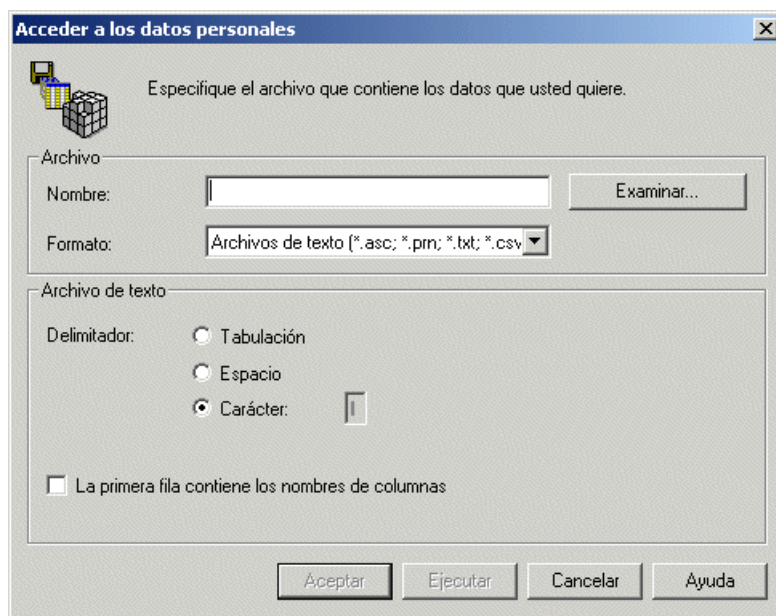 Acceder a los datos personales
Especifique el archivo que contiene los datos que usted quiere.
Archivo
Nombre:
Examinar...
Formato:
Archivos de texto (*.asc; *.prn; *.txt; *.csv
Archivo de texto
Delimitador:
Tabulación
Espacio
Carácter:
La primera fila contiene los nombres de columnas
Aceptar
Ejecutar
Cancelar
Ayuda